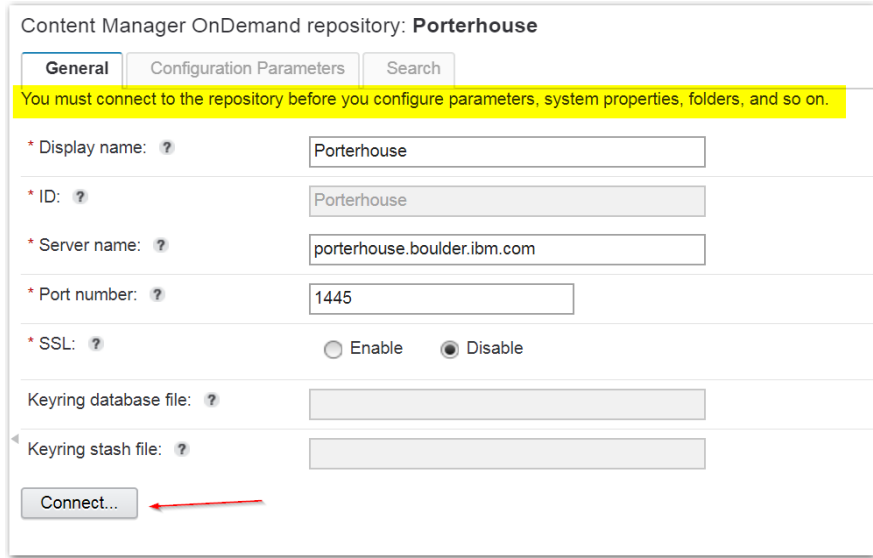 Content Manager OnDemand repository: Porterhouse
General Configuration Parameters Search
You must connect to the repository before you configure parameters, system properties, folders, and so on.
* Display name: ? Porterhouse
* ID: ? Porterhouse
* Server name: ? porterhouse.boulder.ibm.com
* Port number: ? 1445
* SSL: ? Enable Disable
Keyring database file: ?
Keyring stash file: ?
Connect...